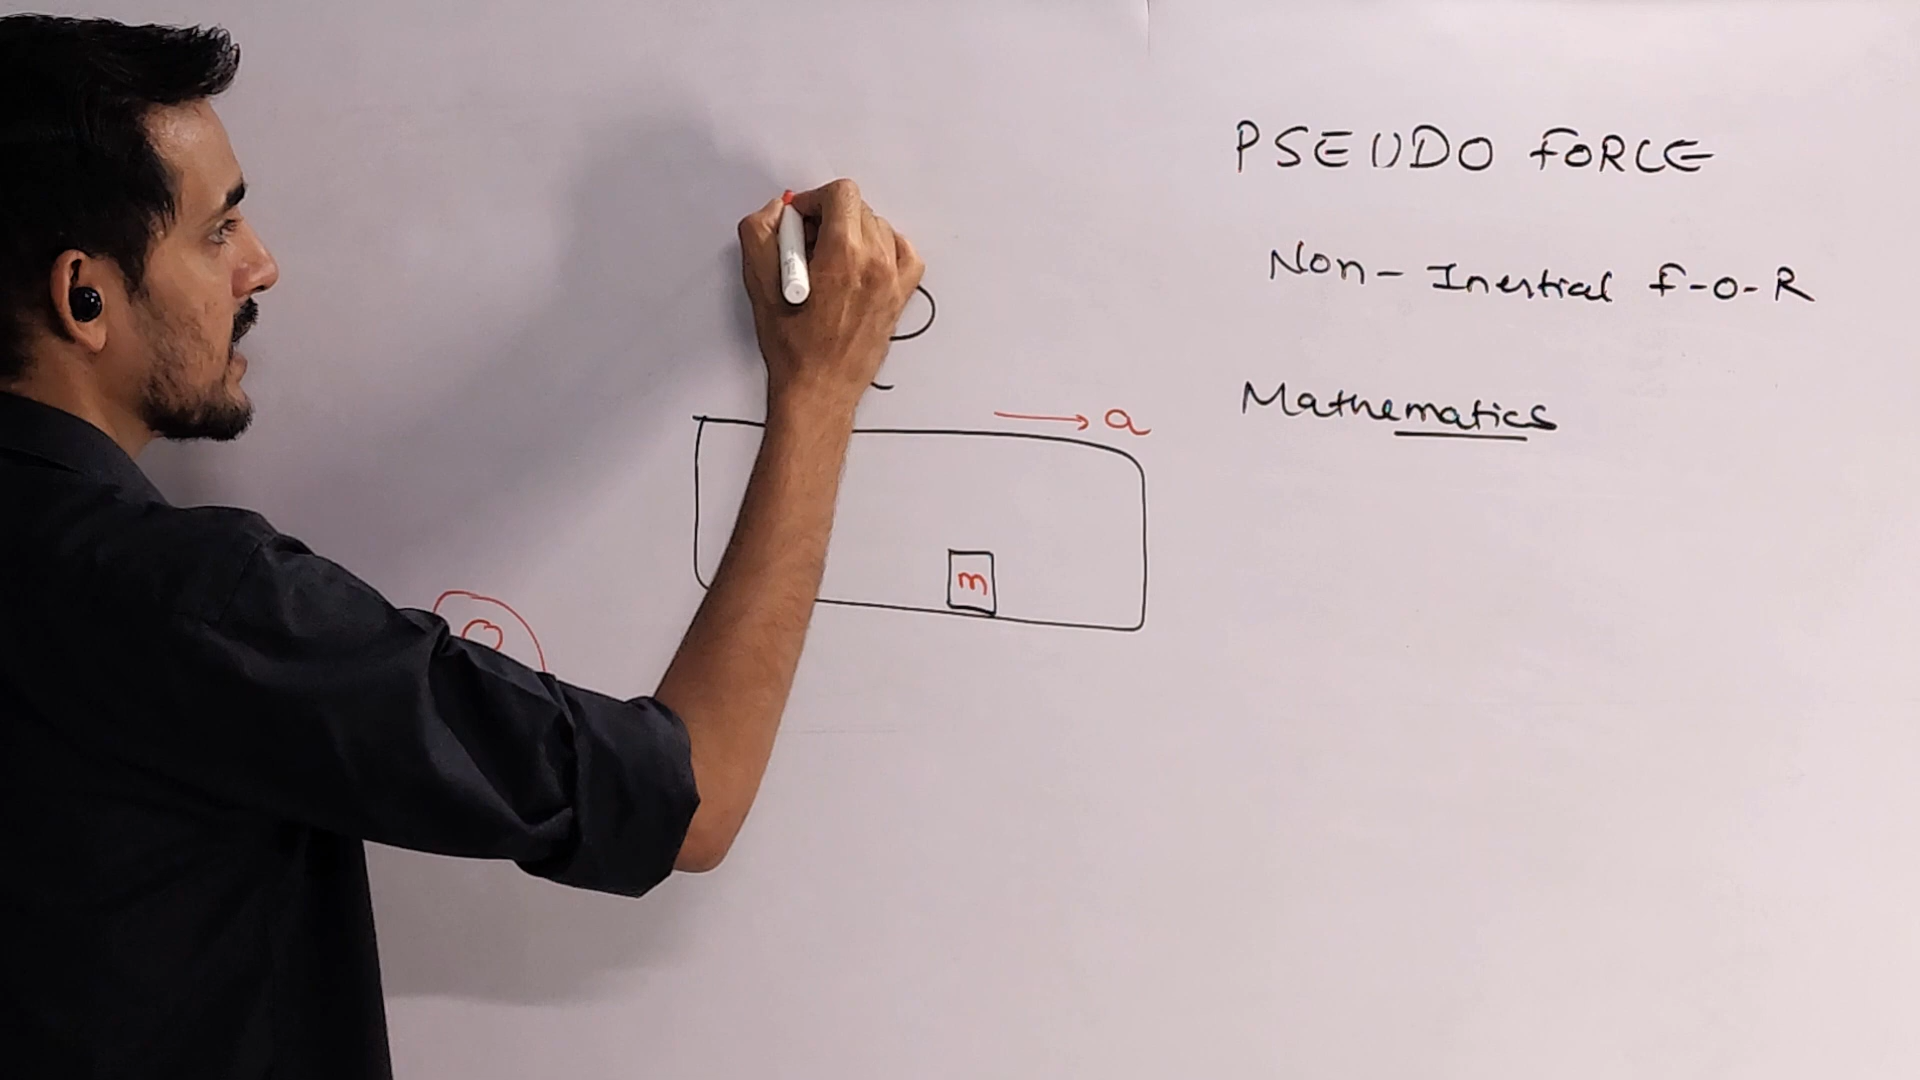 PSEUDO FORCE
Non-Inertial F-O-R
Mathematics
a
m